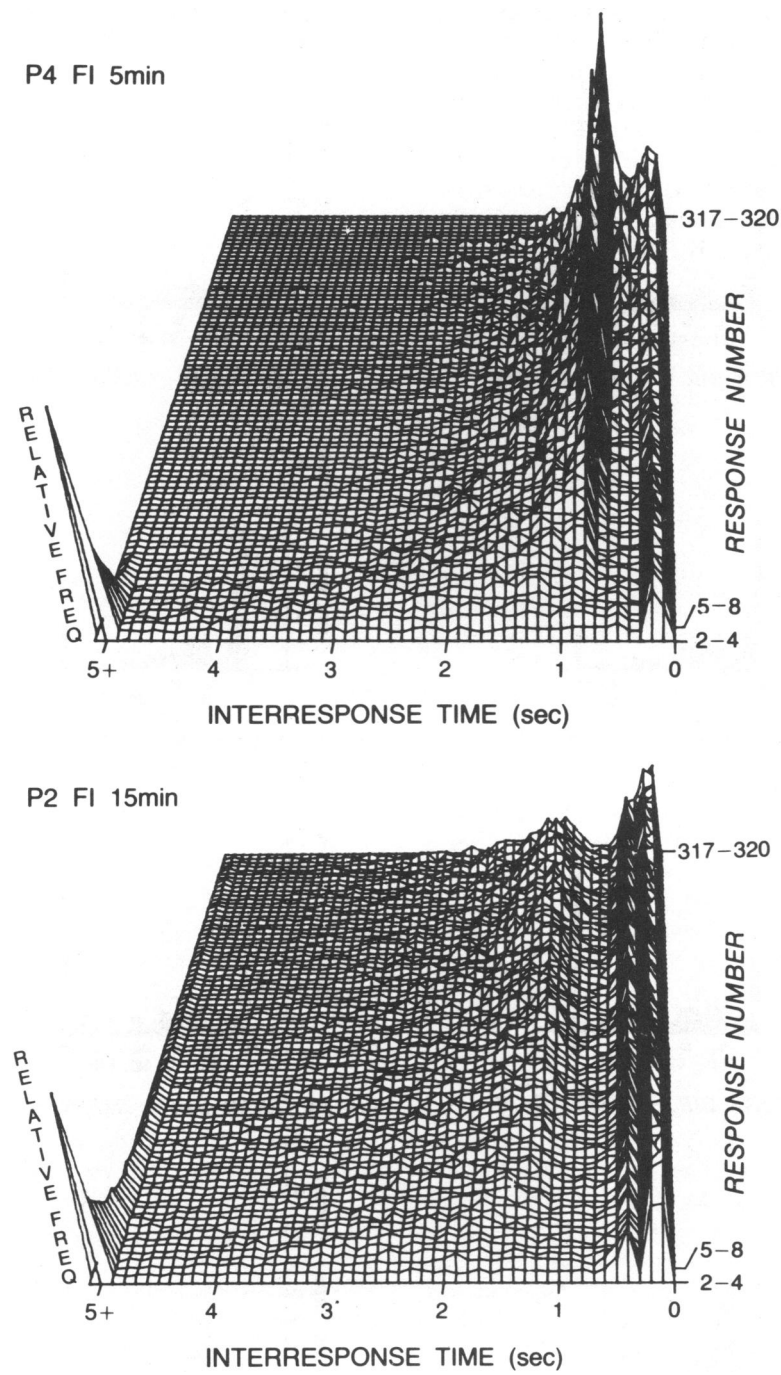 P4 FI 5min
317-320
RESPONSE NUMBER
RELATIVE FREQ
5-8
2-4
5+ 4 3 2 1 0
INTERRESPONSE TIME (sec)
P2 FI 15min
317-320
RESPONSE NUMBER
RELATIVE FREQ
5-8
2-4
5+ 4 3 2 1 0
INTERRESPONSE TIME (sec)